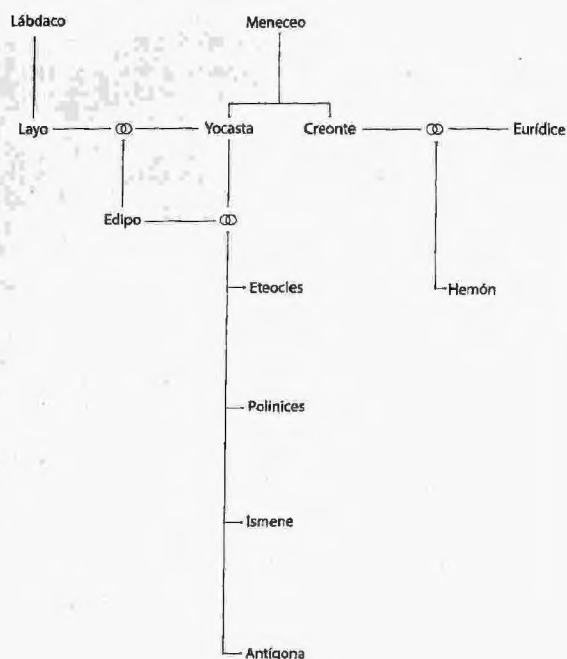 Lábdaco Meneceo
Layo Yocasta Creonte Eurídice
Edipo
Eteocles Hemón
Polinices
Ismene
Antígona